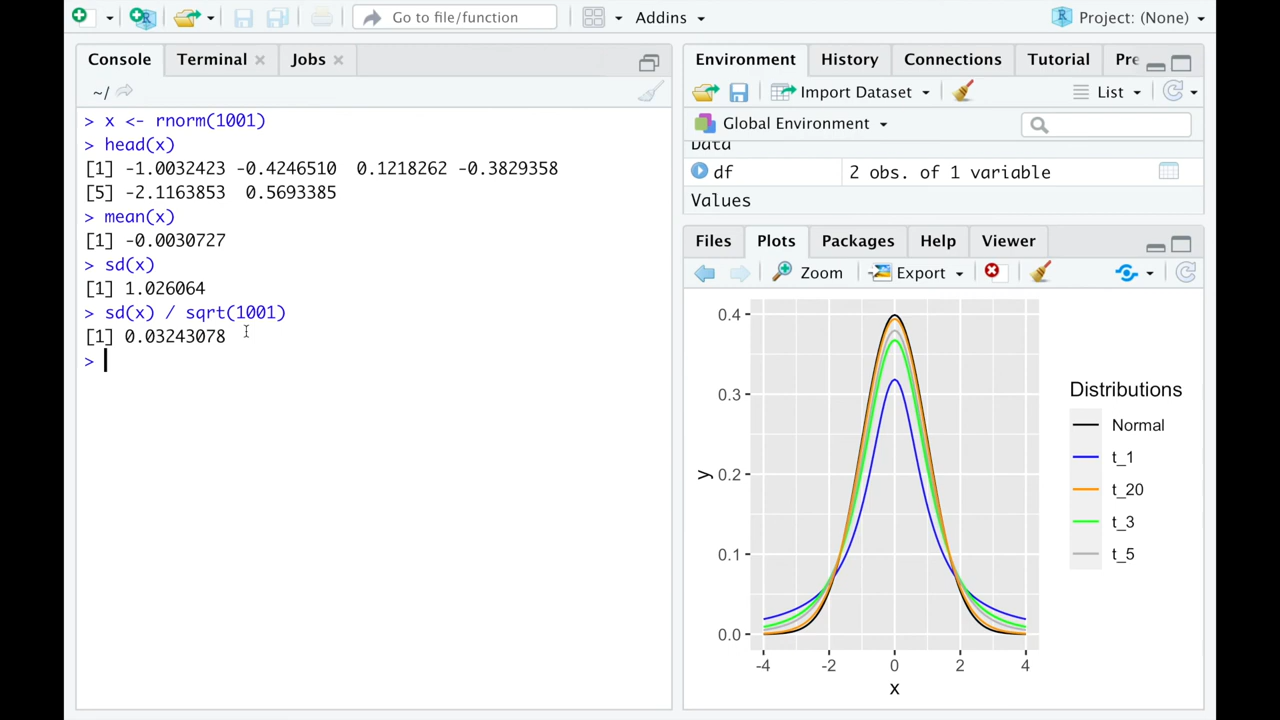 Go to file/function
Addins
Project: (None)
Console
Terminal
Jobs
~/
> x <- rnorm(1001)
> head(x)
[1] -1.0032423 -0.4246510 0.1218262 -0.3829358
[5] -2.1163853 0.5693385
> mean(x)
[1] -0.0030727
> sd(x)
[1] 1.026064
> sd(x) / sqrt(1001)
[1] 0.03243078
>
Environment
History
Connections
Tutorial
Pre
Import Dataset
List
Global Environment
Data
df
2 obs. of 1 variable
Values
Files
Plots
Packages
Help
Viewer
Zoom
Export
0.4
0.3
0.2
0.1
0.0
y
-4
-2
0
2
4
x
Distributions
Normal
t_1
t_20
t_3
t_5